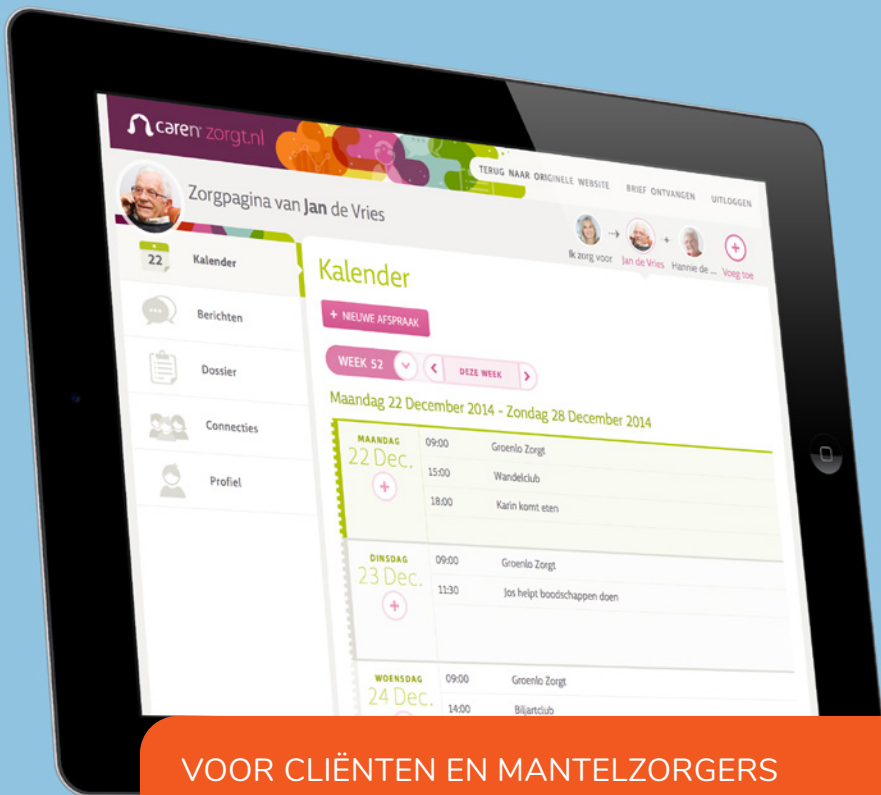 caren zorgt.nl
TERUG NAAR ORIGINELE WEBSITE BRIEF ONTVANGEN UITLOGGEN
Zorgpagina van Jan de Vries
Ik zorg voor Jan de Vries Hannie de ... Voeg toe
22 Kalender
Berichten
Dossier
Connecties
Profiel
Kalender
+ NIEUWE AFSPRAAK
WEEK 52 DEZE WEEK
Maandag 22 December 2014 - Zondag 28 December 2014
MAANDAG
22 Dec.
09:00 Groenlo Zorgt
15:00 Wandelclub
18:00 Karin komt eten
DINSDAG
23 Dec.
09:00 Groenlo Zorgt
11:30 Jos helpt boodschappen doen
WOENSDAG
24 Dec.
09:00 Groenlo Zorgt
14:00 Biljartclub
VOOR CLIËNTEN EN MANTELZORGERS